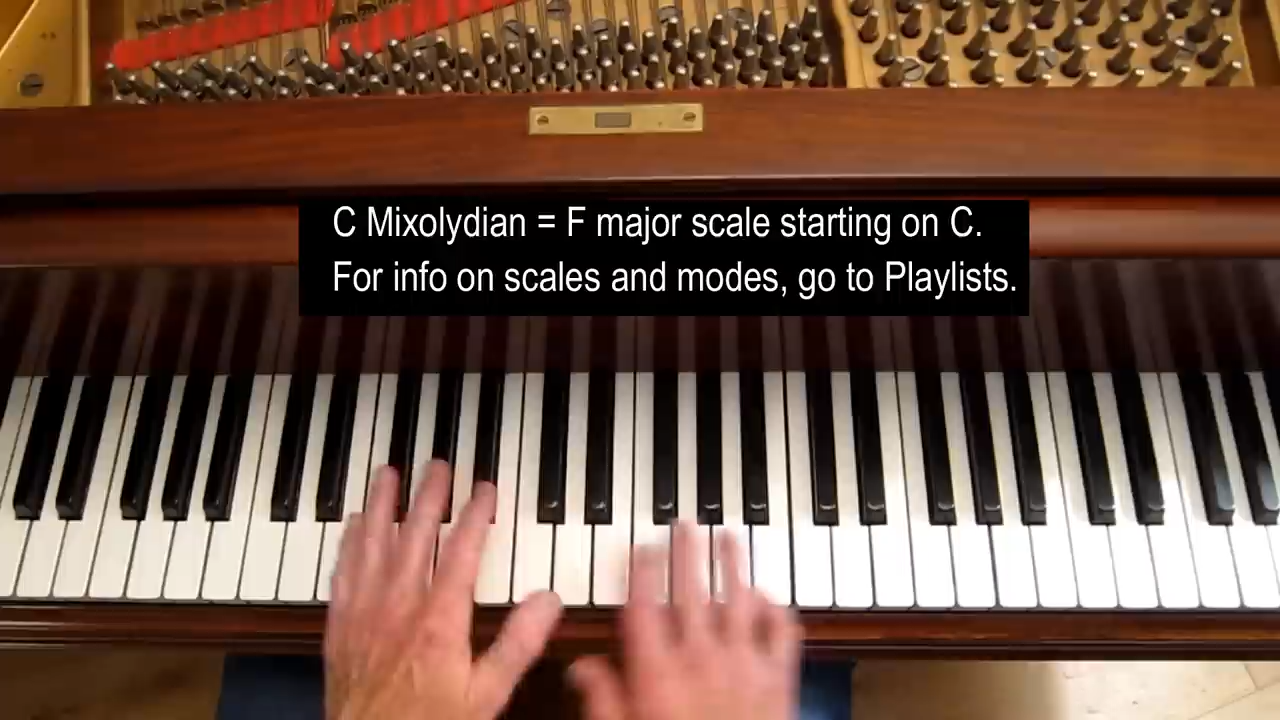 C Mixolydian = F major scale starting on C.
For info on scales and modes, go to Playlists.